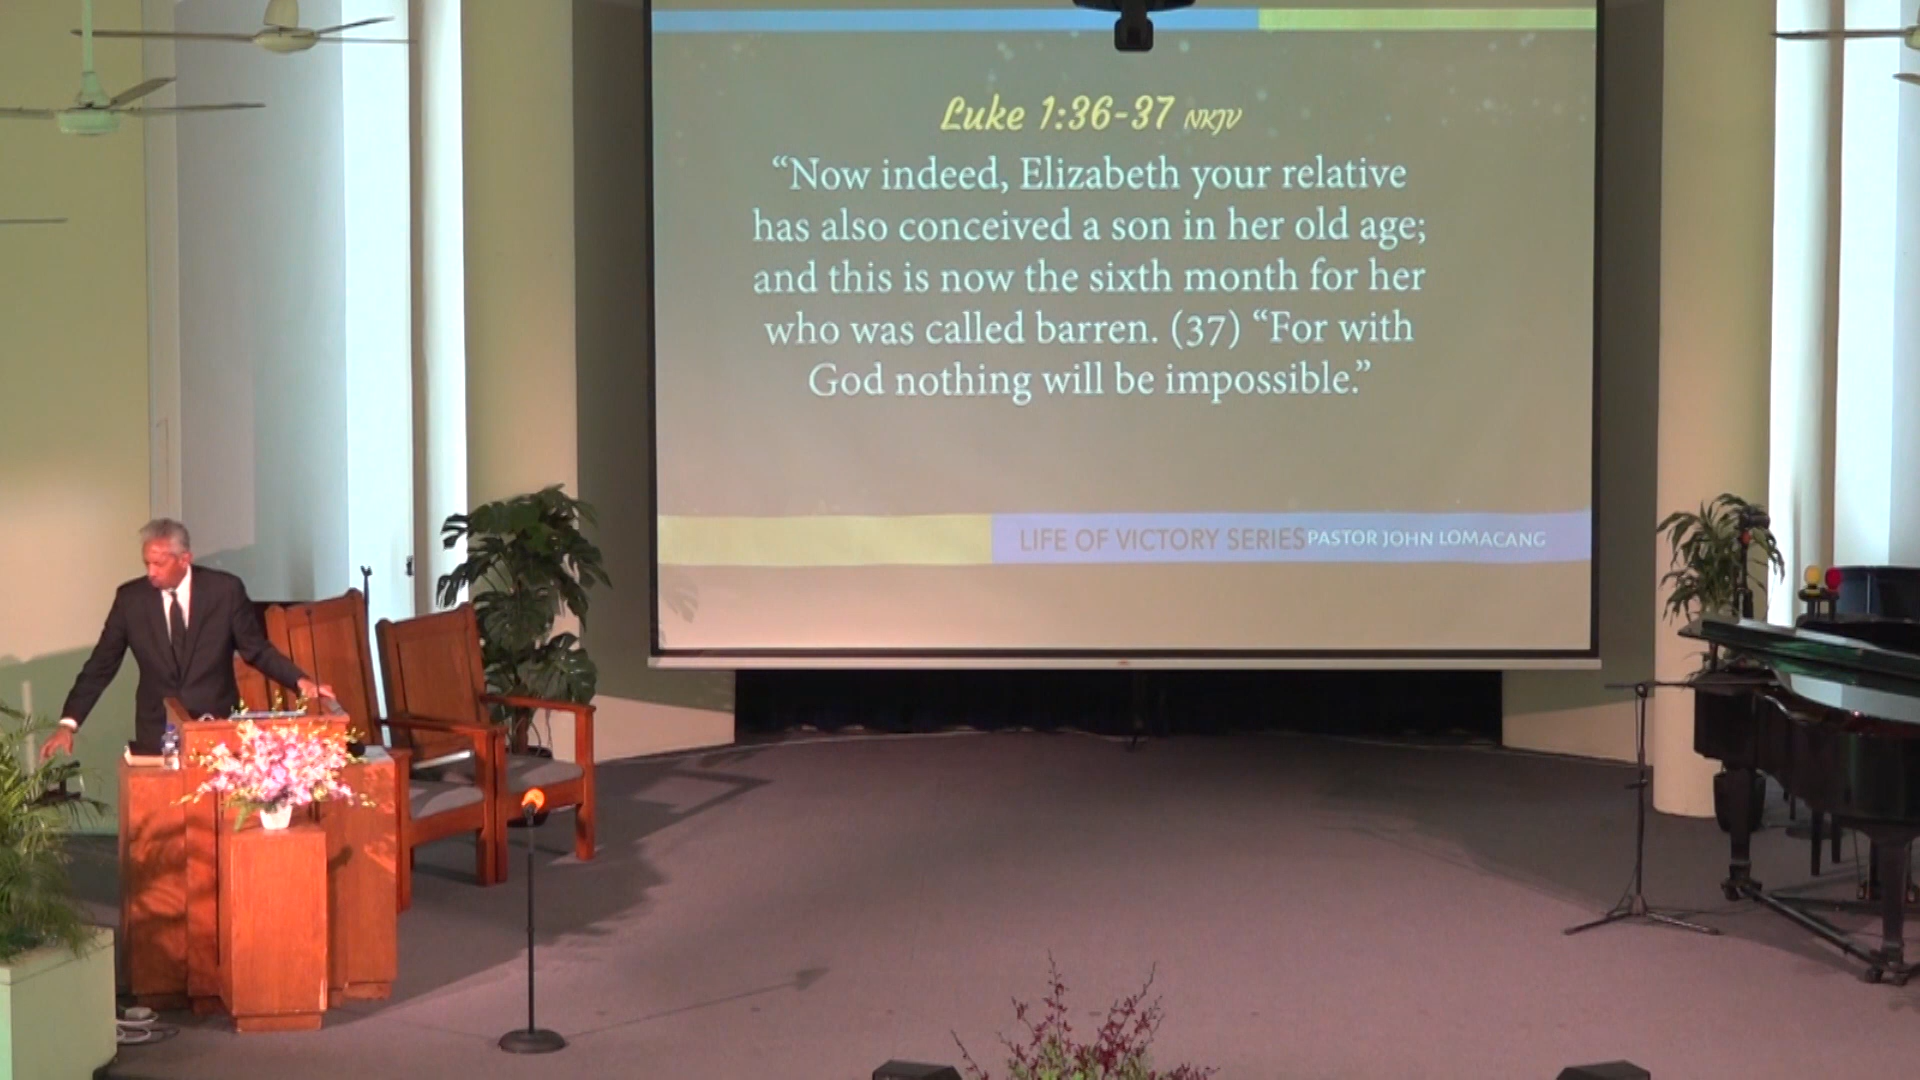 Luke 1:36-37 NKJV
“Now indeed, Elizabeth your relative
has also conceived a son in her old age;
and this is now the sixth month for her
who was called barren. (37) “For with
God nothing will be impossible.”
LIFE OF VICTORY SERIES PASTOR JOHN LOMACANG